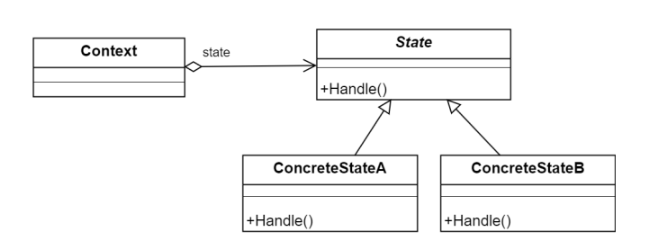 Context
state
State
+Handle()
ConcreteStateA
ConcreteStateB
+Handle()
+Handle()